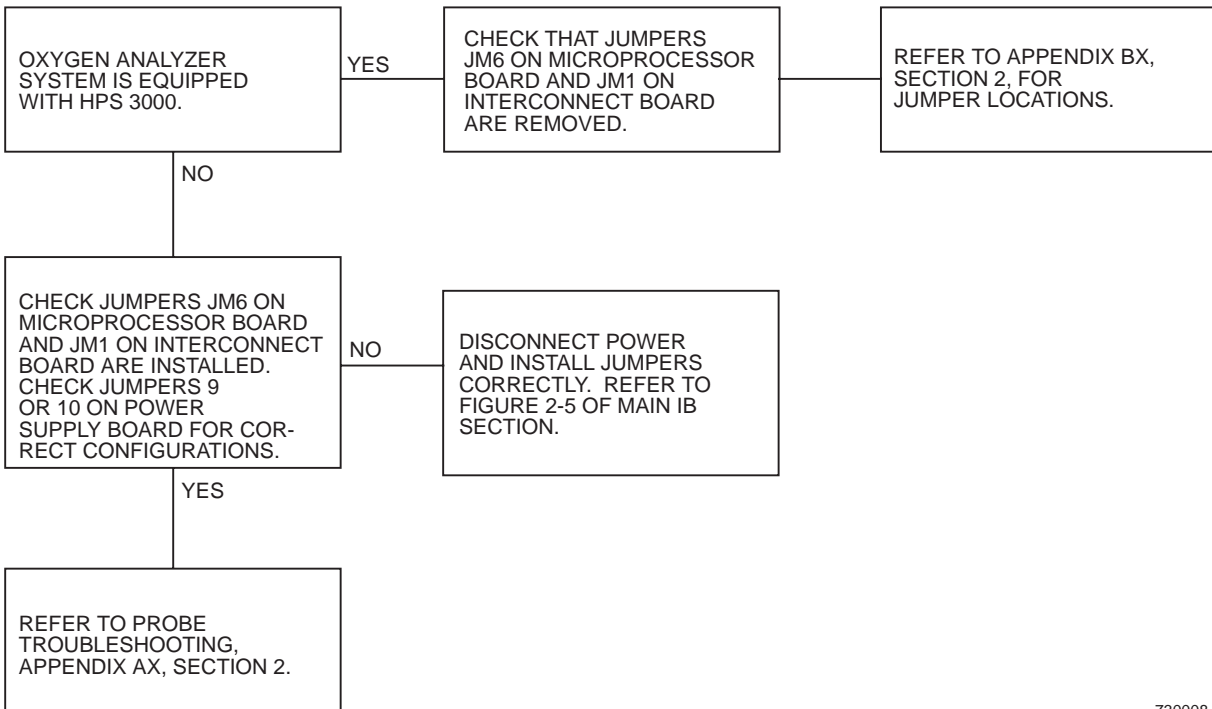 OXYGEN ANALYZER
SYSTEM IS EQUIPPED
WITH HPS 3000.
YES
CHECK THAT JUMPERS
JM6 ON MICROPROCESSOR
BOARD AND JM1 ON
INTERCONNECT BOARD
ARE REMOVED.
REFER TO APPENDIX BX,
SECTION 2, FOR
JUMPER LOCATIONS.
NO
CHECK JUMPERS JM6 ON
MICROPROCESSOR BOARD
AND JM1 ON INTERCONNECT
BOARD ARE INSTALLED.
CHECK JUMPERS 9
OR 10 ON POWER
SUPPLY BOARD FOR COR-
RECT CONFIGURATIONS.
NO
DISCONNECT POWER
AND INSTALL JUMPERS
CORRECTLY. REFER TO
FIGURE 2-5 OF MAIN IB
SECTION.
YES
REFER TO PROBE
TROUBLESHOOTING,
APPENDIX AX, SECTION 2.